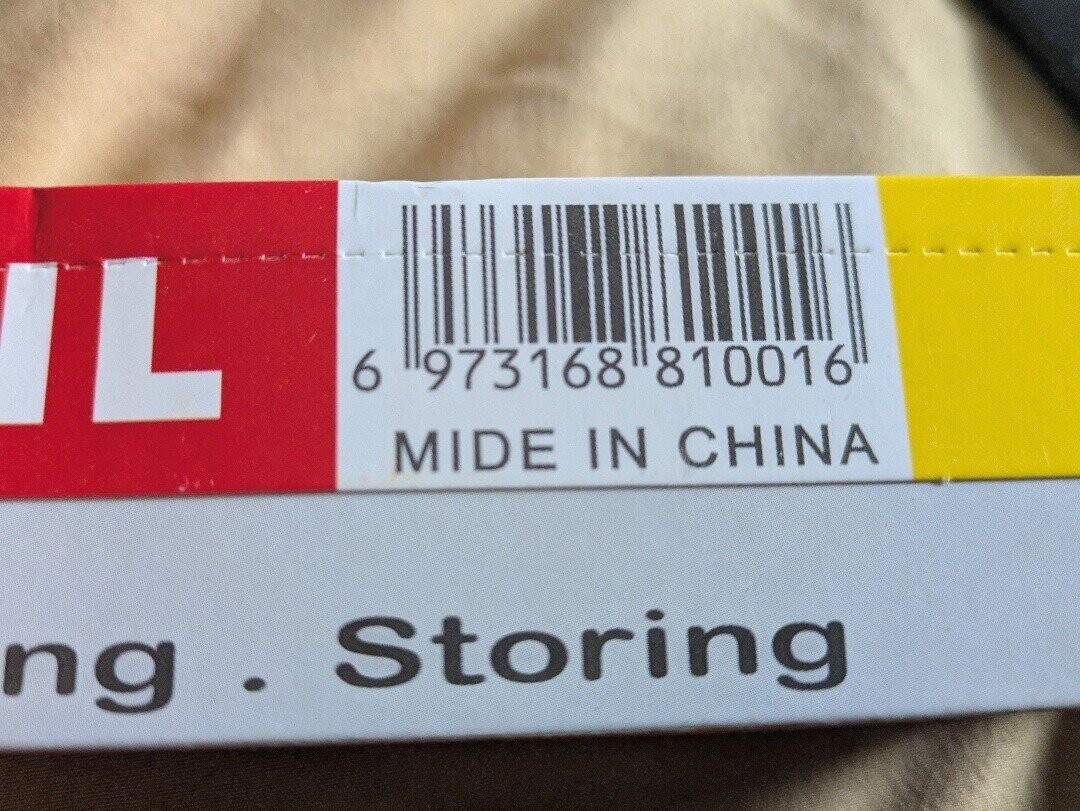 IL
6 973168 810016
MIDE IN CHINA
ng . Storing